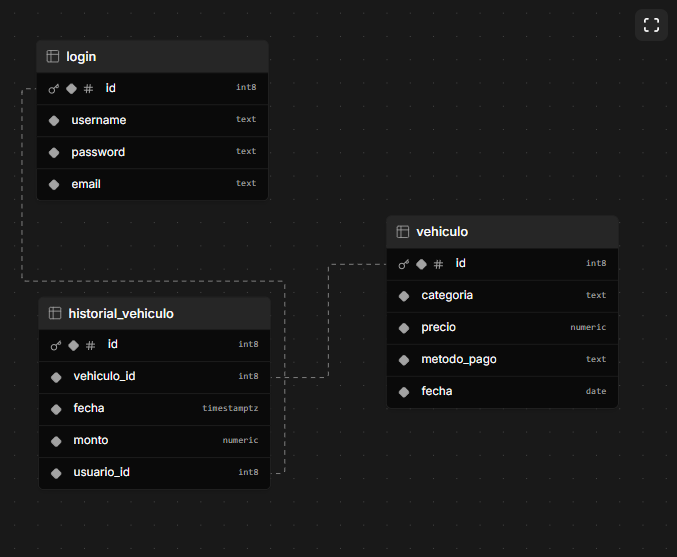 login
id int8
username text
password text
email text
vehiculo
id int8
categoria text
precio numeric
metodo_pago text
fecha date
historial_vehiculo
id int8
vehiculo_id int8
fecha timestamptz
monto numeric
usuario_id int8